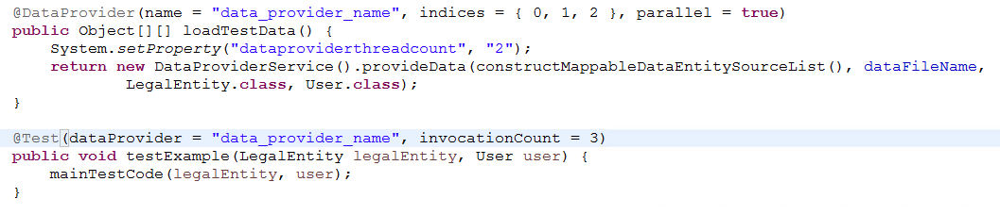 @DataProvider(name = "data_provider_name", indices = { 0, 1, 2 }, parallel = true)
public Object[][] loadTestData() {
    System.setProperty("dataproviderthreadcount", "2");
    return new DataProviderService().provideData(constructMappableDataEntitySourceList(), dataFileName,
            LegalEntity.class, User.class);
}
@Test(dataProvider = "data_provider_name", invocationCount = 3)
public void testExample(LegalEntity legalEntity, User user) {
    mainTestCode(legalEntity, user);
}